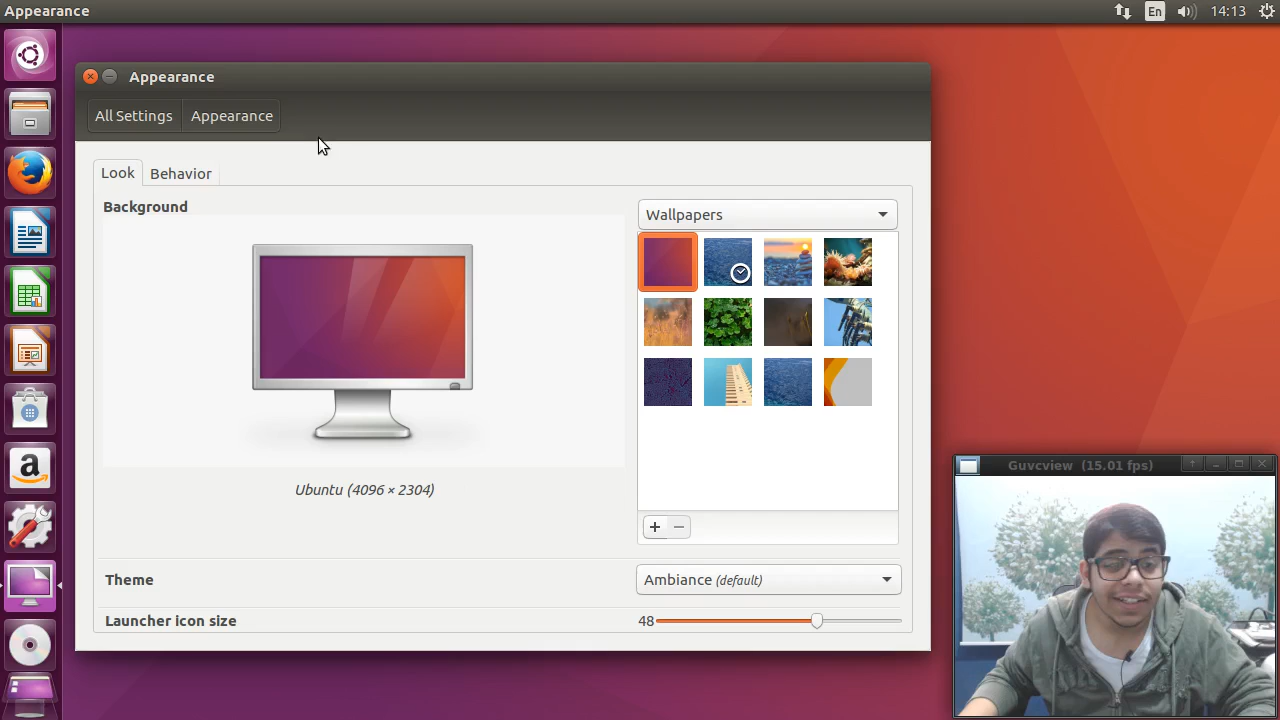 Appearance
En
14:13
Appearance
All Settings
Appearance
Look
Behavior
Background
Wallpapers
Ubuntu (4096 × 2304)
Theme
Ambiance (default)
Launcher icon size
48
Guvcview (15.01 fps)
a